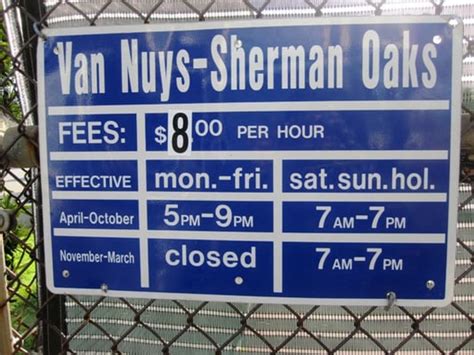 Van Nuys-Sherman Oaks
FEES: $8.00 PER HOUR
EFFECTIVE mon.-fri. sat.sun.hol.
April-October 5PM-9PM 7AM-7PM
November-March closed 7AM-7PM